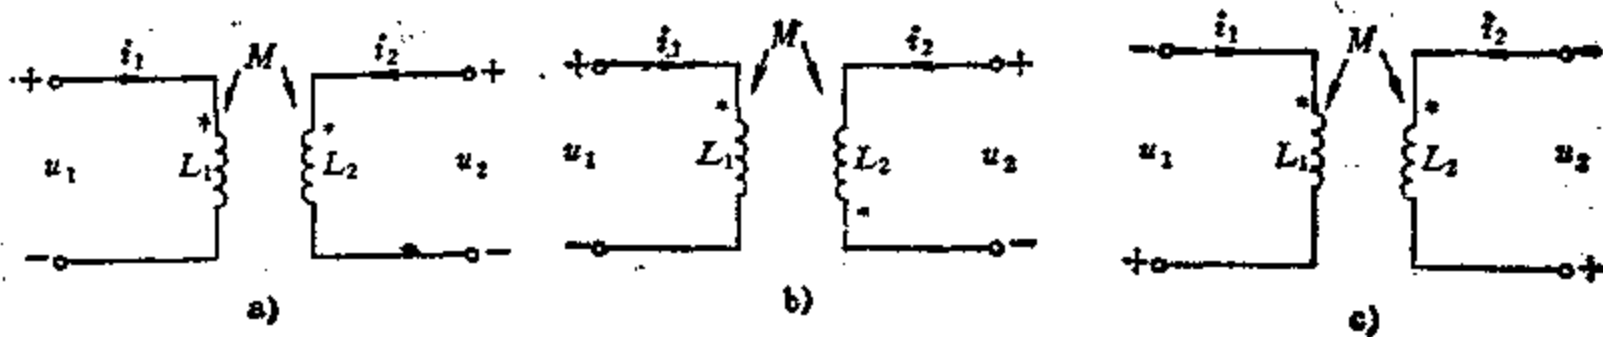 i₁ M i₂
+ +
* *
u₁ L₁ L₂ u₂
− −
a)
i₁ M i₂
+ +
*
u₁ L₁ L₂ u₂
*
− −
b)
i₁ M i₂
− −
* *
u₁ L₁ L₂ u₂
+ +
c)